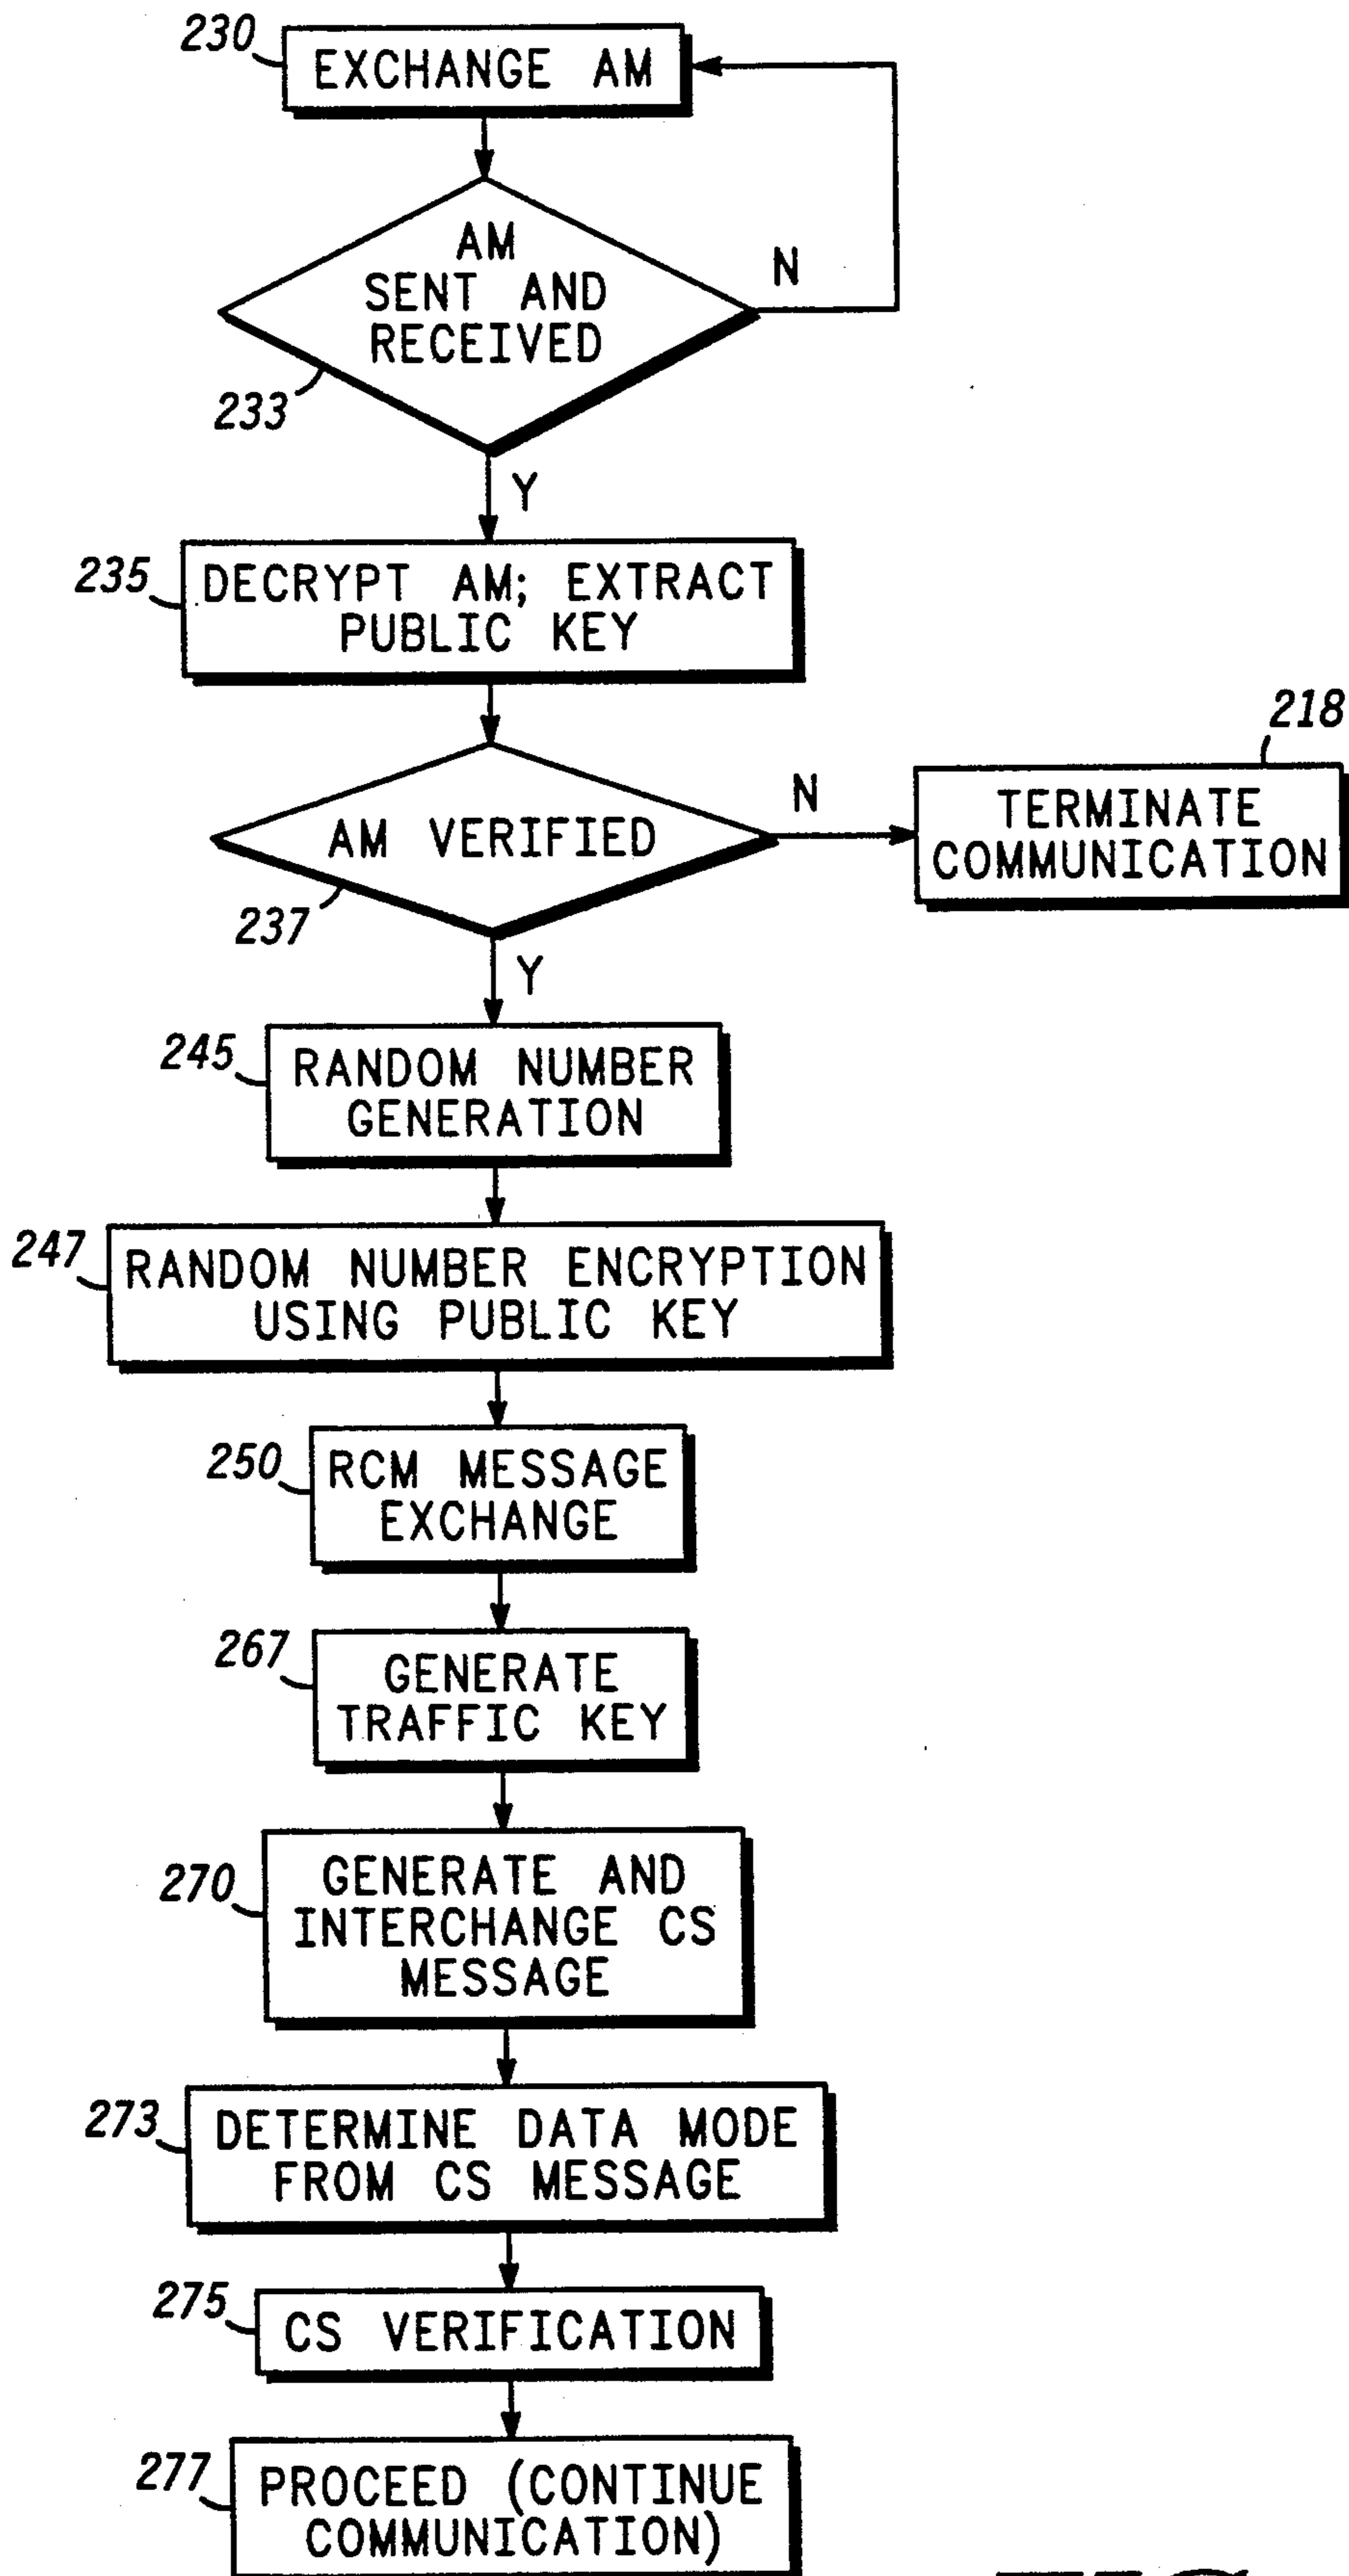 230
EXCHANGE AM
AM
SENT AND
RECEIVED
N
233
Y
235
DECRYPT AM; EXTRACT
PUBLIC KEY
218
AM VERIFIED
N
TERMINATE
COMMUNICATION
237
Y
245
RANDOM NUMBER
GENERATION
247
RANDOM NUMBER ENCRYPTION
USING PUBLIC KEY
250
RCM MESSAGE
EXCHANGE
267
GENERATE
TRAFFIC KEY
270
GENERATE AND
INTERCHANGE CS
MESSAGE
273
DETERMINE DATA MODE
FROM CS MESSAGE
275
CS VERIFICATION
277
PROCEED (CONTINUE
COMMUNICATION)